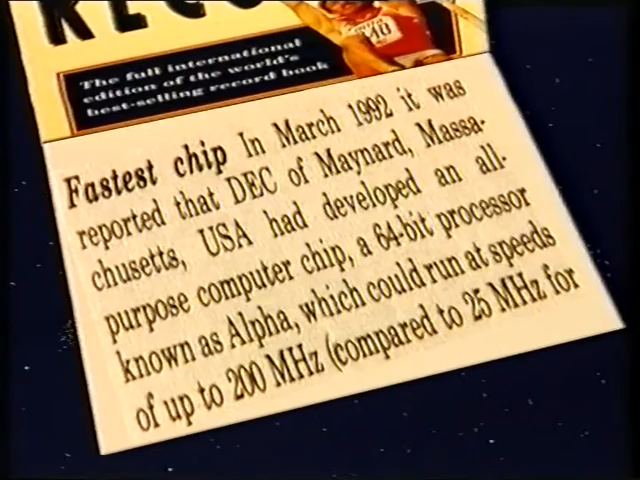 RECO
10
The full international
edition of the world's
best-selling record book
Fastest chip In March 1992 it was
reported that DEC of Maynard, Massa-
chusetts, USA had developed an all-
purpose computer chip, a 64-bit processor
known as Alpha, which could run at speeds
of up to 200 MHz (compared to 25 MHz for